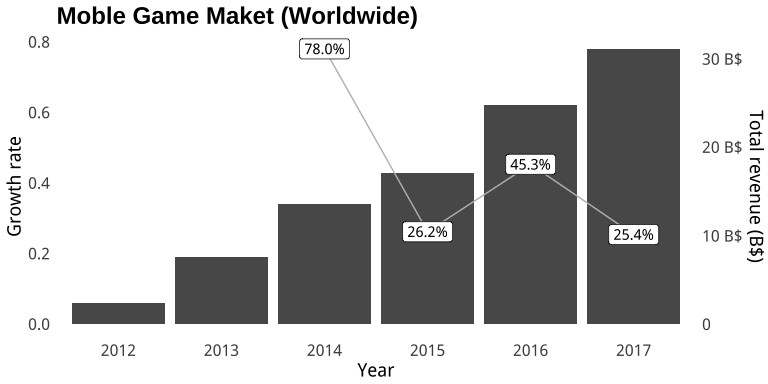 Moble Game Maket (Worldwide)
0.8
0.6
0.4
0.2
0.0
Growth rate
78.0%
26.2%
45.3%
25.4%
30 B$
20 B$
10 B$
0
Total revenue (B$)
2012 2013 2014 2015 2016 2017
Year